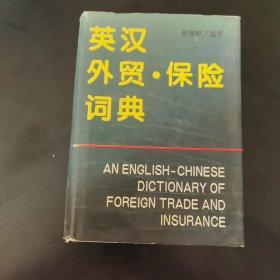 英汉
外贸·保险
词典
AN ENGLISH-CHINESE
DICTIONARY OF
FOREIGN TRADE AND
INSURANCE